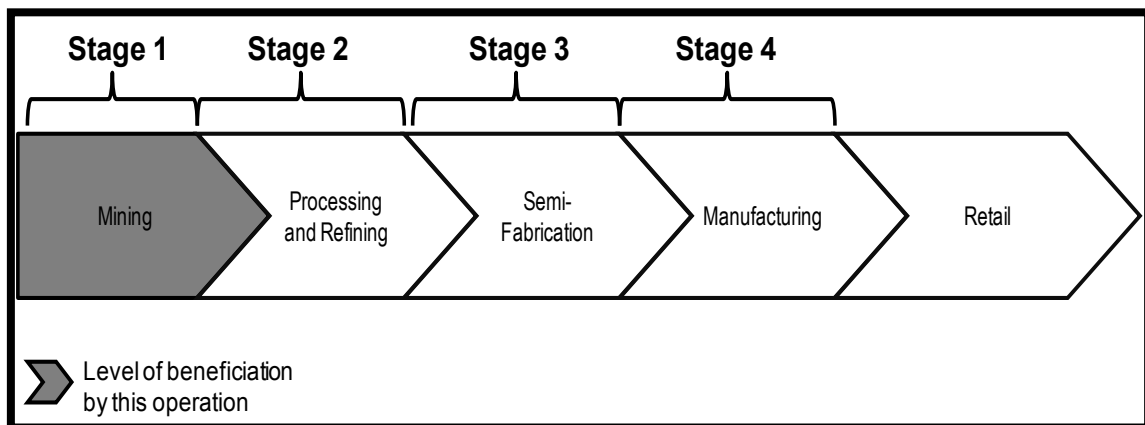 Stage 1
Stage 2
Stage 3
Stage 4
Mining
Processing
and Refining
Semi-
Fabrication
Manufacturing
Retail
Level of beneficiation
by this operation